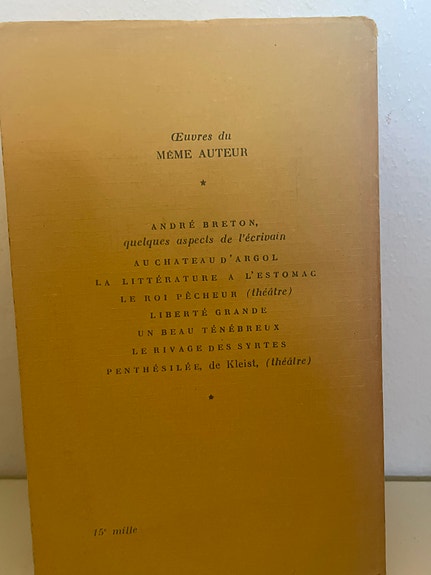 Œuvres du
MÊME AUTEUR
*
ANDRÉ BRETON,
quelques aspects de l'écrivain
AU CHATEAU D'ARGOL
LA LITTÉRATURE A L'ESTOMAC
LE ROI PÊCHEUR (théâtre)
LIBERTÉ GRANDE
UN BEAU TÉNÉBREUX
LE RIVAGE DES SYRTES
PENTHÉSILÉE, de Kleist, (théâtre)
*
15e mille